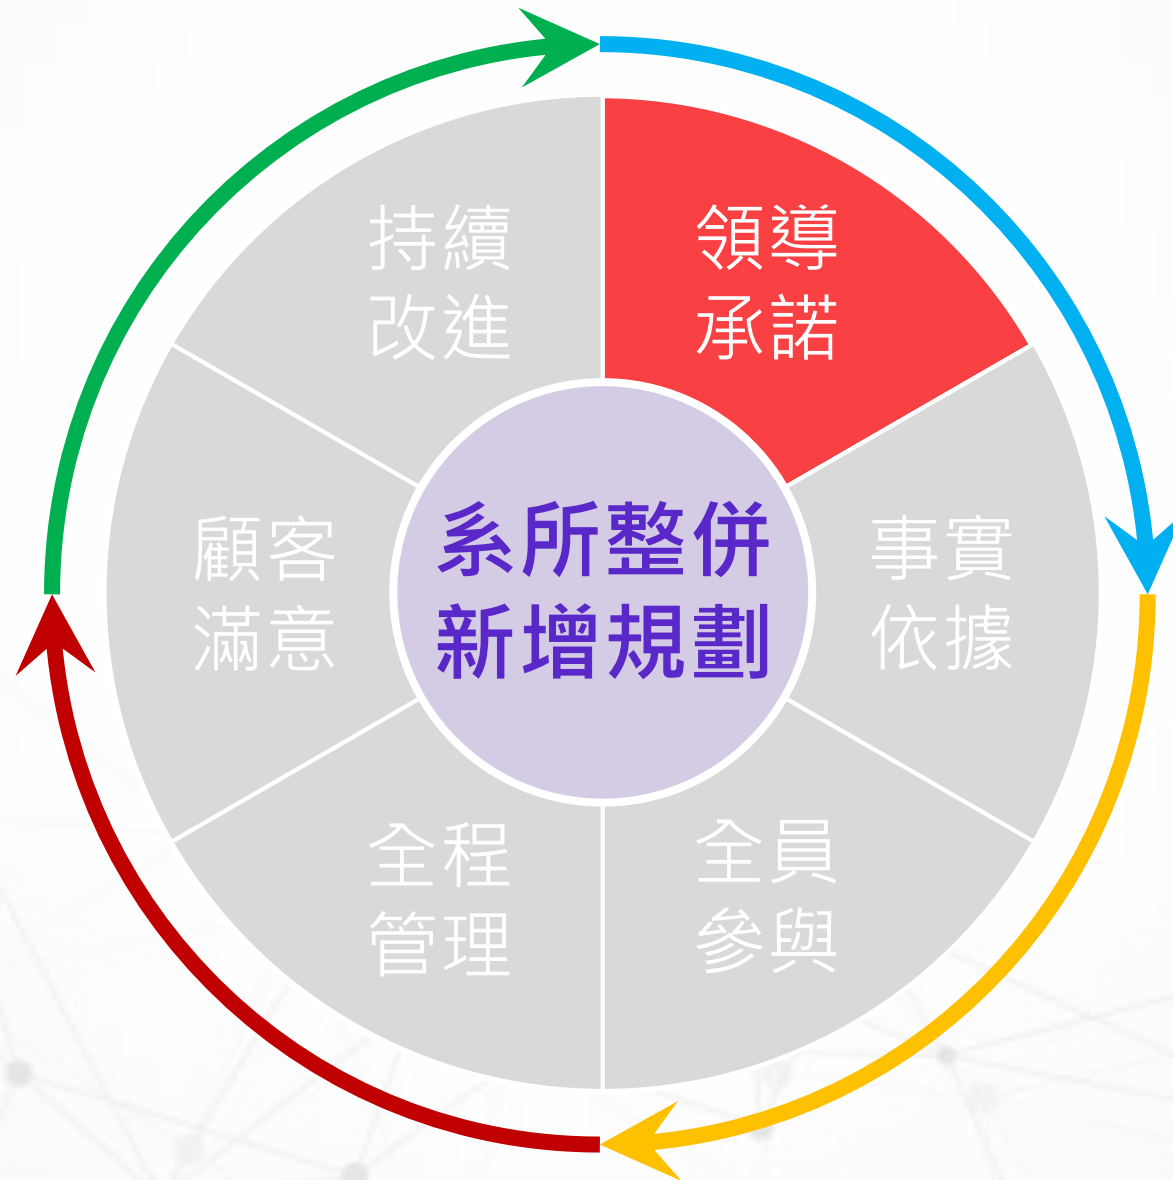 持續
改進
領導
承諾
顧客
滿意
系所整併
新增規劃
事實
依據
全程
管理
全員
參與